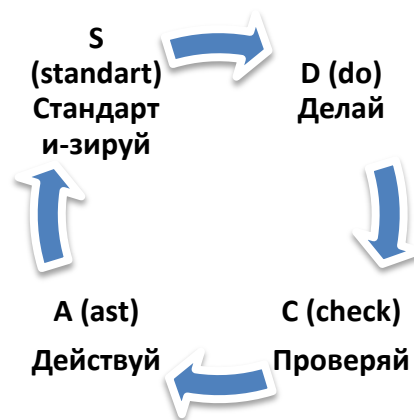 S
(standart)
Стандарт
и-зируй
D (do)
Делай
C (check)
Проверяй
A (ast)
Действуй